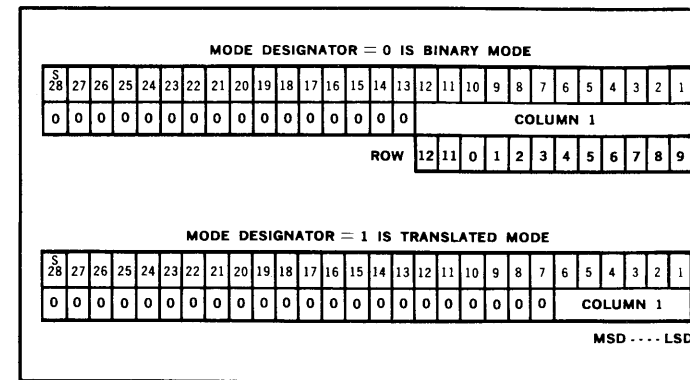 MODE DESIGNATOR = 0 IS BINARY MODE
S
28 27 26 25 24 23 22 21 20 19 18 17 16 15 14 13 12 11 10 9 8 7 6 5 4 3 2 1
0 0 0 0 0 0 0 0 0 0 0 0 0 0 0 0 COLUMN 1
ROW 12 11 0 1 2 3 4 5 6 7 8 9
MODE DESIGNATOR = 1 IS TRANSLATED MODE
S
28 27 26 25 24 23 22 21 20 19 18 17 16 15 14 13 12 11 10 9 8 7 6 5 4 3 2 1
0 0 0 0 0 0 0 0 0 0 0 0 0 0 0 0 0 0 0 0 0 0 COLUMN 1
MSD ---- LSD